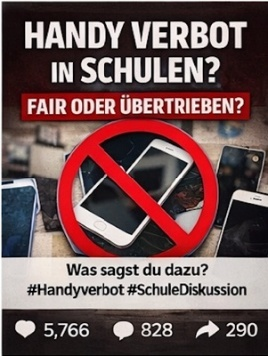 HANDY VERBOT
IN SCHULEN?
FAIR ODER ÜBERTRIEBEN?
Was sagst du dazu?
#Handyverbot #SchuleDiskussion
5,766 828 290